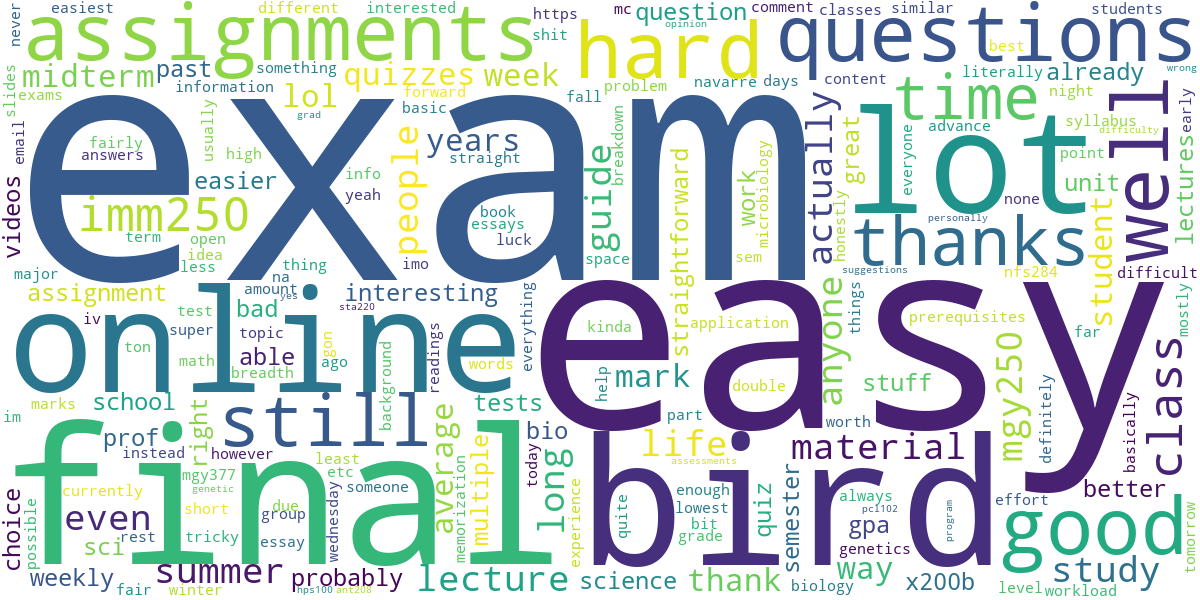 never
easiest
different
interested
https
mc
question
opinion
comment
classes
similar
students
assignments
shit
hard
questions
best
midterm
past
something
quizzes
week
problem
navarre
days
content
literally
already
wrong
slides
exams
information
lol
forward
basic
fall
time
night
grad
usually
years
people
actually
great
everyone
advance
syllabus
difficulty
point
early
well
email
fairly
answers
high
straight
guide
breakdown
straightforward
work
microbiology
lot
exam
videos
easier
info
yeah
book
essays
luck
unit
none
student
lectures
imm250
term
open
idea
less
imo
space
sem
honestly
thanks
personally
major
thing
na
amount
yes
suggestions
nfs284
difficult
assignment
iv
test
super
bad
topic
able
interesting
sta220
everything
easy
kinda
application
anyone
things
prerequisites
far
mostly
online
ton
math
breadth
ago
agon
background
readings
words
help
mark
double
stuff
mgy250
class
im
marks
school
right
still
average
tests
part
worth
definitely
basically
prof
instead
however
bio
life
material
assessments
better
choice
final
mgy377
least
etc
someone
memorization
multiple
long
today
enough
lowest
quiz
semester
always
pcl102
effort
possible
currently
genetic
short
due
group
wednesday
experience
quite
bird
bit
grade
gpa
program
good
tomorrow
even
sci
rest
tricky
essay
genetics
way
study
weekly
fair
summer
winter
probably
hps100
ant208
lecture
science
thank
biology
x200b
level
workload